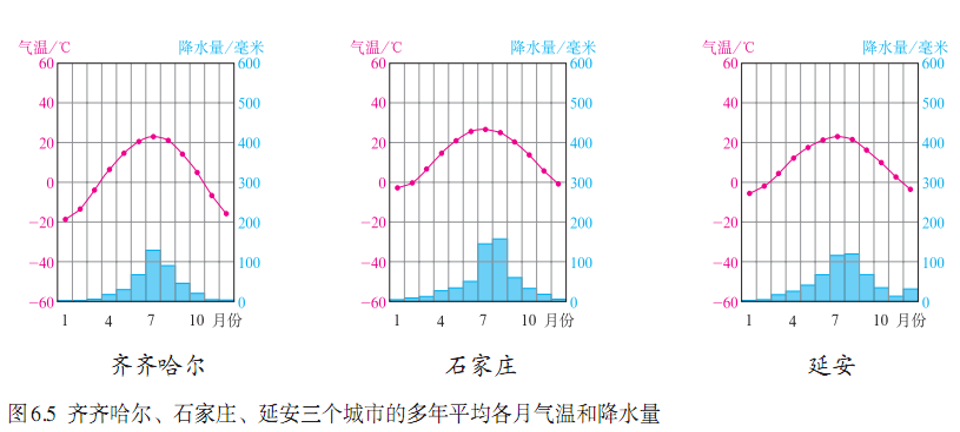 气温/℃ 降水量/毫米 气温/℃ 降水量/毫米 气温/℃ 降水量/毫米
60 600 60 600 60 600
40 500 40 500 40 500
20 400 20 400 20 400
0 300 0 300 0 300
-20 200 -20 200 -20 200
-40 100 -40 100 -40 100
-60 0 -60 0 -60 0
1 4 7 10 月份 1 4 7 10 月份 1 4 7 10 月份
齐齐哈尔 石家庄 延安
图6.5 齐齐哈尔、石家庄、延安三个城市的多年平均各月气温和降水量